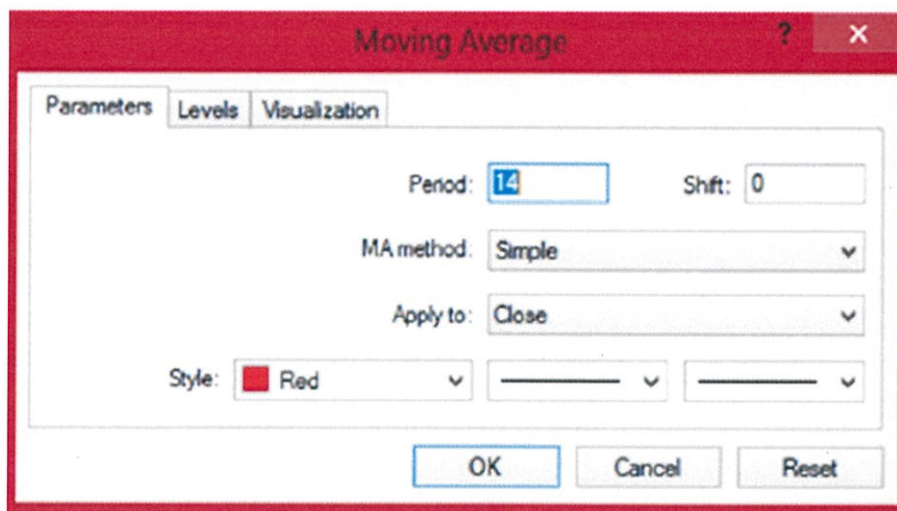 Moving Average ?
Parameters Levels Visualization
Period: 14 Shift: 0
MA method: Simple
Apply to: Close
Style: Red
OK Cancel Reset